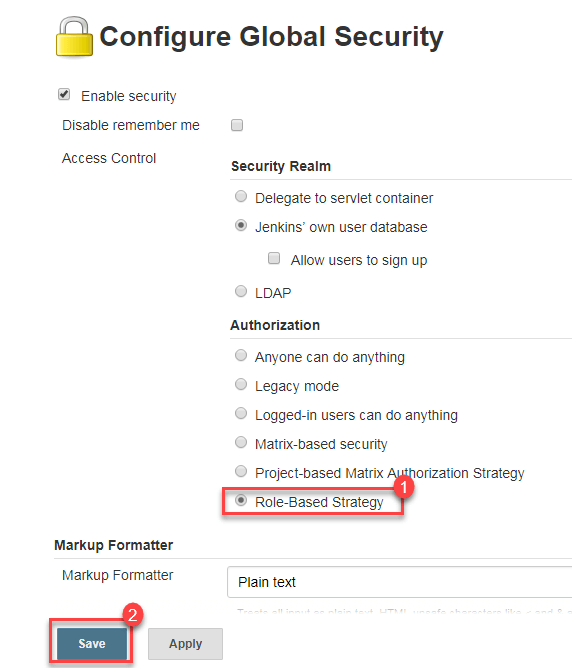 Configure Global Security
Enable security
Disable remember me
Access Control
Security Realm
Delegate to servlet container
Jenkins' own user database
Allow users to sign up
LDAP
Authorization
Anyone can do anything
Legacy mode
Logged-in users can do anything
Matrix-based security
Project-based Matrix Authorization Strategy
1
Role-Based Strategy
Markup Formatter
Markup Formatter
Plain text
2
Save
Apply